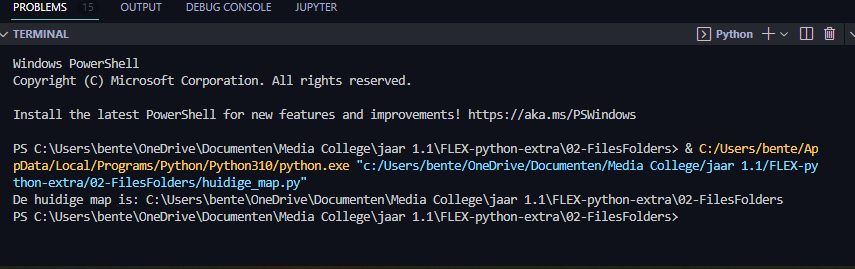 PROBLEMS 15 OUTPUT DEBUG CONSOLE JUPYTER
TERMINAL Python
Windows PowerShell
Copyright (C) Microsoft Corporation. All rights reserved.
Install the latest PowerShell for new features and improvements! https://aka.ms/PSWindows
PS C:\Users\bente\OneDrive\Documenten\Media College\jaar 1.1\FLEX-python-extra\02-FilesFolders> & C:/Users/bente/Ap
pData/Local/Programs/Python/Python310/python.exe "c:/Users/bente/OneDrive/Documenten/Media College/jaar 1.1/FLEX-py
thon-extra/02-FilesFolders/huidige_map.py"
De huidige map is: C:\Users\bente\OneDrive\Documenten\Media College\jaar 1.1\FLEX-python-extra\02-FilesFolders
PS C:\Users\bente\OneDrive\Documenten\Media College\jaar 1.1\FLEX-python-extra\02-FilesFolders>